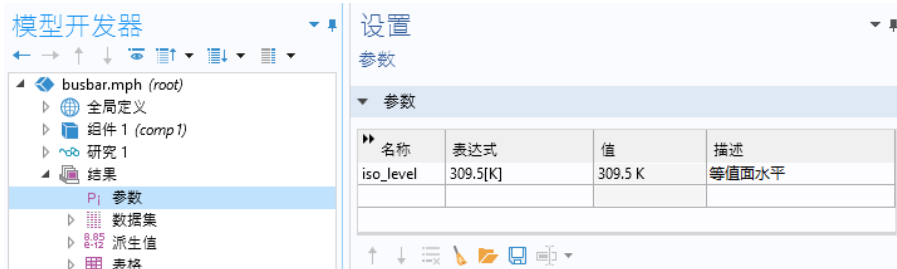 模型开发器
busbar.mph (root)
全局定义
组件 1 (comp1)
研究 1
结果
Pi 参数
数据集
8.85
e-12 派生值
表格
设置
参数
参数
名称 表达式 值 描述
iso_level 309.5[K] 309.5 K 等值面水平